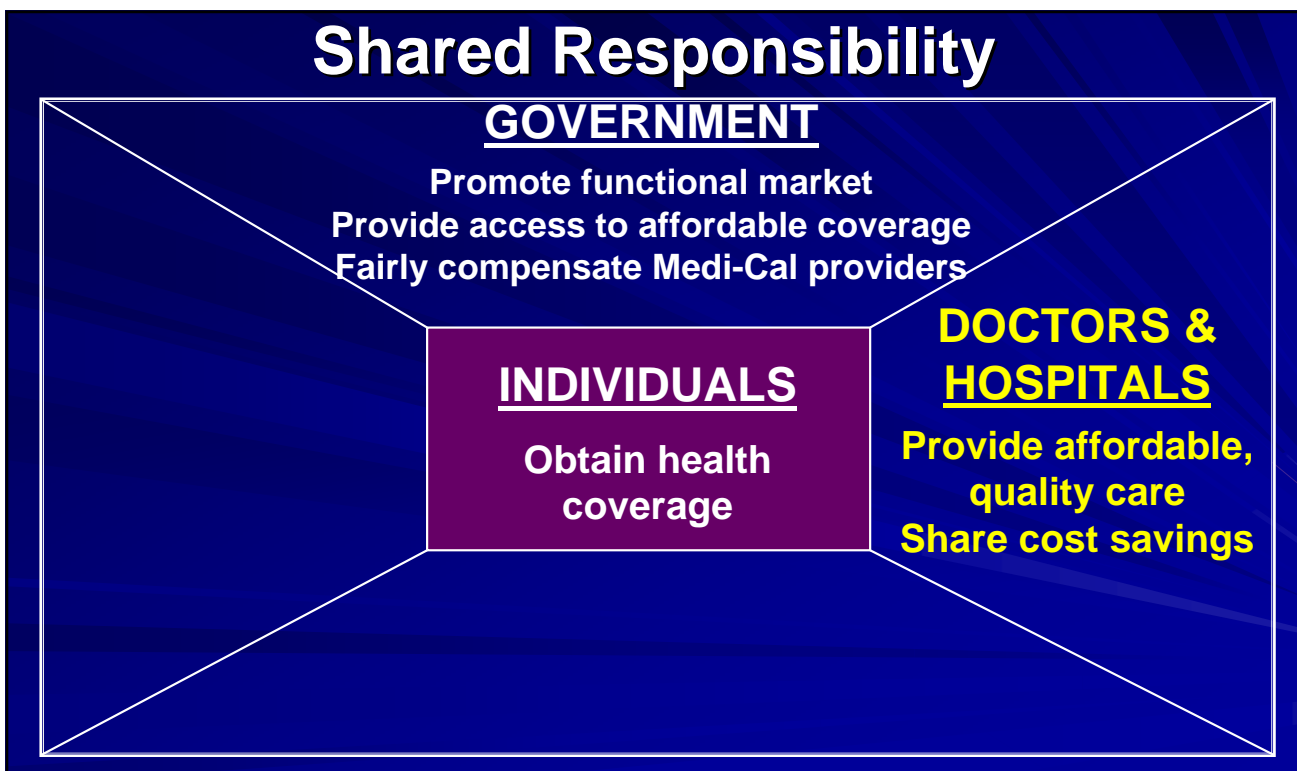 Shared Responsibility
GOVERNMENT
Promote functional market
Provide access to affordable coverage
Fairly compensate Medi-Cal providers
INDIVIDUALS
Obtain health
coverage
DOCTORS &
HOSPITALS
Provide affordable,
quality care
Share cost savings